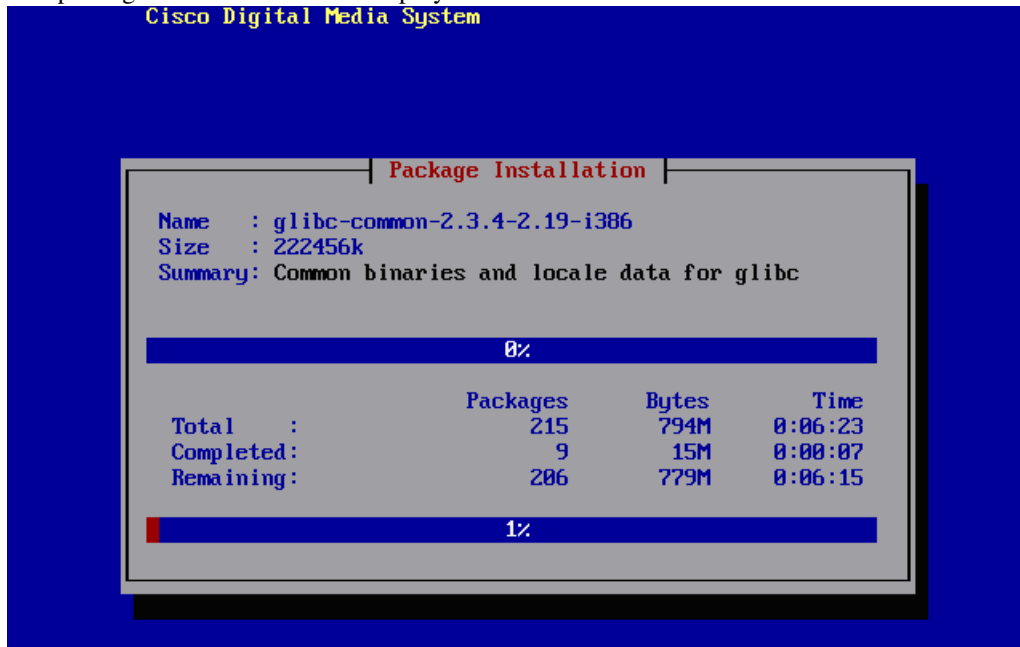 Cisco Digital Media System
Package Installation
Name : glibc-common-2.3.4-2.19-i386
Size : 222456k
Summary: Common binaries and locale data for glibc
0%
Packages Bytes Time
Total : 215 794M 0:06:23
Completed: 9 15M 0:00:07
Remaining: 206 779M 0:06:15
1%